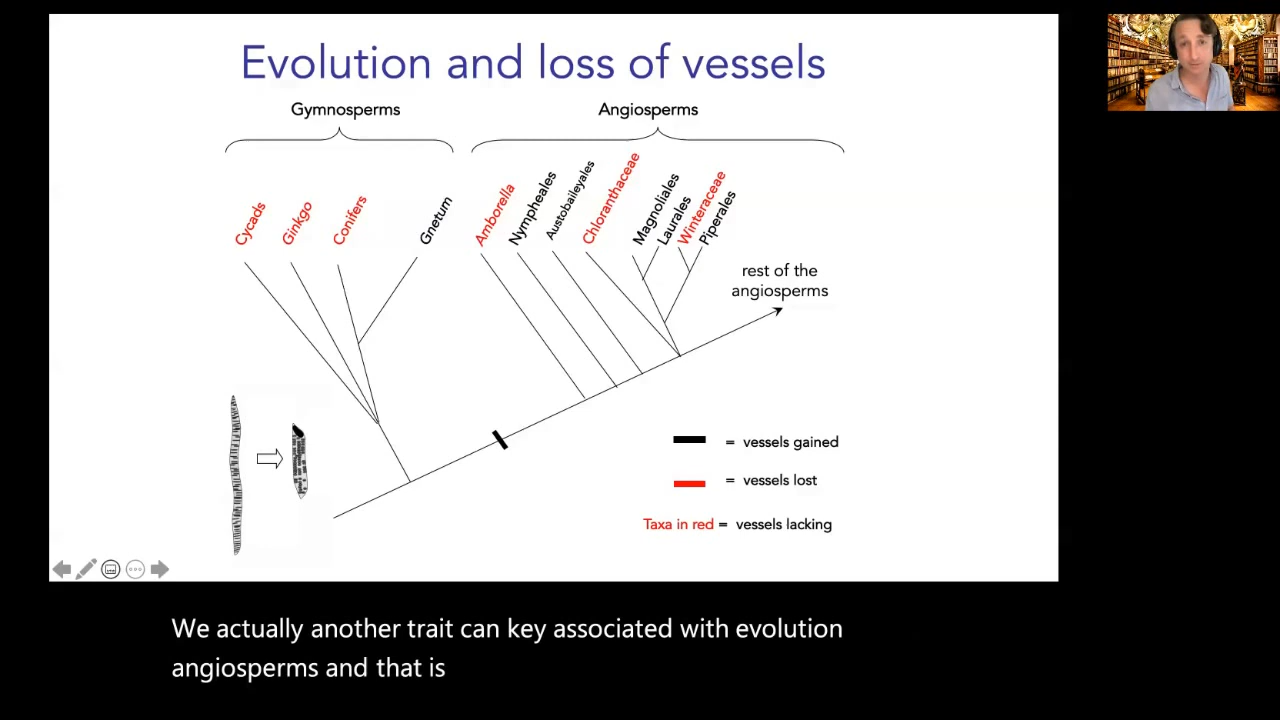 Evolution and loss of vessels
Gymnosperms
Angiosperms
Cycads
Ginkgo
Conifers
Gnetum
Amborella
Nympheales
Austobaileyales
Chloranthaceae
Magnoliales
Laurales
Winteraceae
Piperales
rest of the
angiosperms
= vessels gained
= vessels lost
Taxa in red = vessels lacking
We actually another trait can key associated with evolution
angiosperms and that is